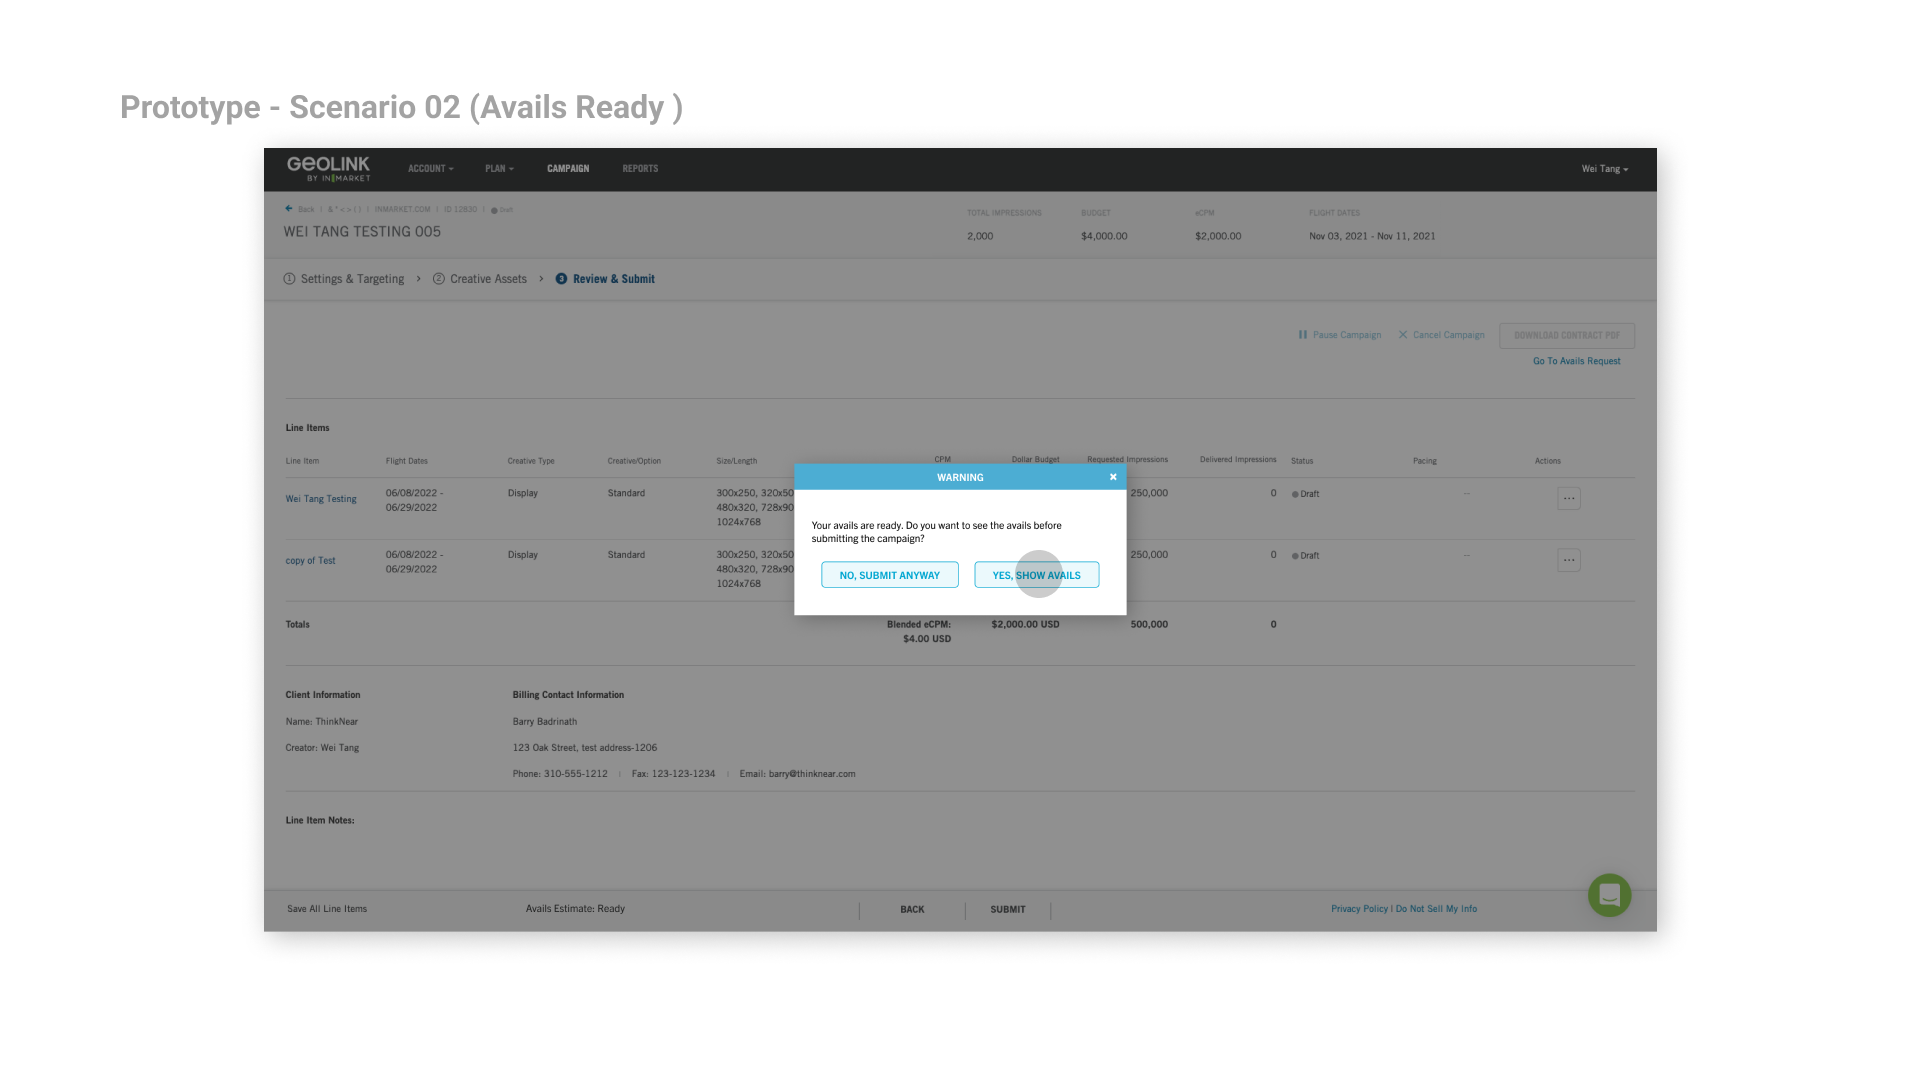 Prototype - Scenario 02 (Avails Ready )
GEOLINK
BY INMARKET
ACCOUNT
PLAN
CAMPAIGN
REPORTS
Wei Tang
Back | & * < > ( ) | INMARKET.COM | ID 12830 | Draft
WEI TANG TESTING 005
TOTAL IMPRESSIONS
BUDGET
eCPM
FLIGHT DATES
2,000
$4,000.00
$2,000.00
Nov 03, 2021 - Nov 11, 2021
1 Settings & Targeting > 2 Creative Assets > 3 Review & Submit
Pause Campaign
Cancel Campaign
DOWNLOAD CONTRACT PDF
Go To Avails Request
Line Items
Line Item
Flight Dates
Creative Type
Creative/Option
Size/Length
CPM
Dollar Budget
Requested Impressions
Delivered Impressions
Status
Pacing
Actions
Wei Tang Testing
06/08/2022 -
06/29/2022
Display
Standard
300x250, 320x50
480x320, 728x90
1024x768
250,000
0
Draft
--
...
copy of Test
06/08/2022 -
06/29/2022
Display
Standard
300x250, 320x50
480x320, 728x90
1024x768
250,000
0
Draft
--
...
WARNING
Your avails are ready. Do you want to see the avails before
submitting the campaign?
NO, SUBMIT ANYWAY
YES, SHOW AVAILS
Totals
Blended eCPM:
$4.00 USD
$2,000.00 USD
500,000
0
Client Information
Name: ThinkNear
Creator: Wei Tang
Billing Contact Information
Barry Badrinath
123 Oak Street, test address-1206
Phone: 310-555-1212 | Fax: 123-123-1234 | Email: barry@thinknear.com
Line Item Notes:
Save All Line Items
Avails Estimate: Ready
BACK
SUBMIT
Privacy Policy | Do Not Sell My Info